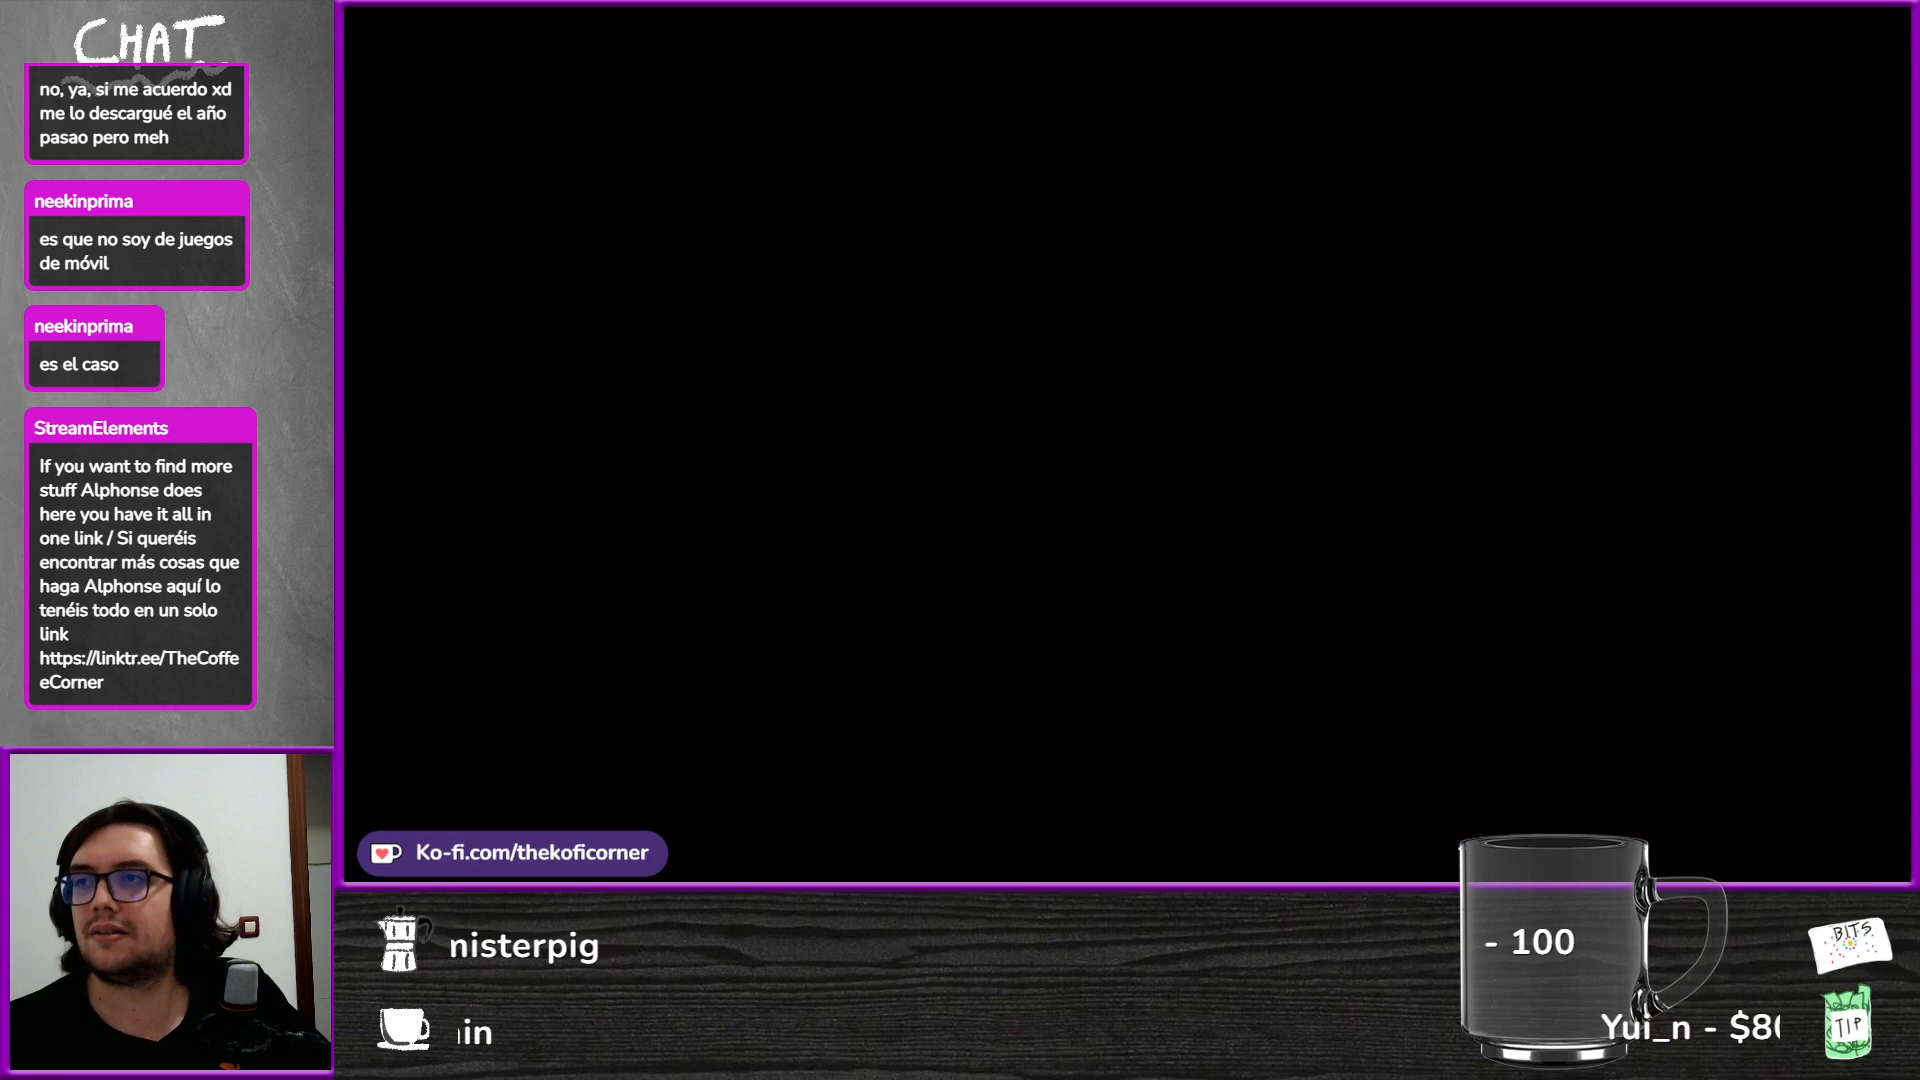 CHAT
no, ya, si me acuerdo xd
me lo descargué el año
pasao pero meh
neekinprima
es que no soy de juegos
de móvil
neekinprima
es el caso
StreamElements
If you want to find more
stuff Alphonse does
here you have it all in
one link / Si queréis
encontrar más cosas que
haga Alphonse aquí lo
tenéis todo en un solo
link
https://linktr.ee/TheCoffe
eCorner
Ko-fi.com/thekoficorner
nisterpig
in
- 100
BITS
Yui_n - $8
TIP